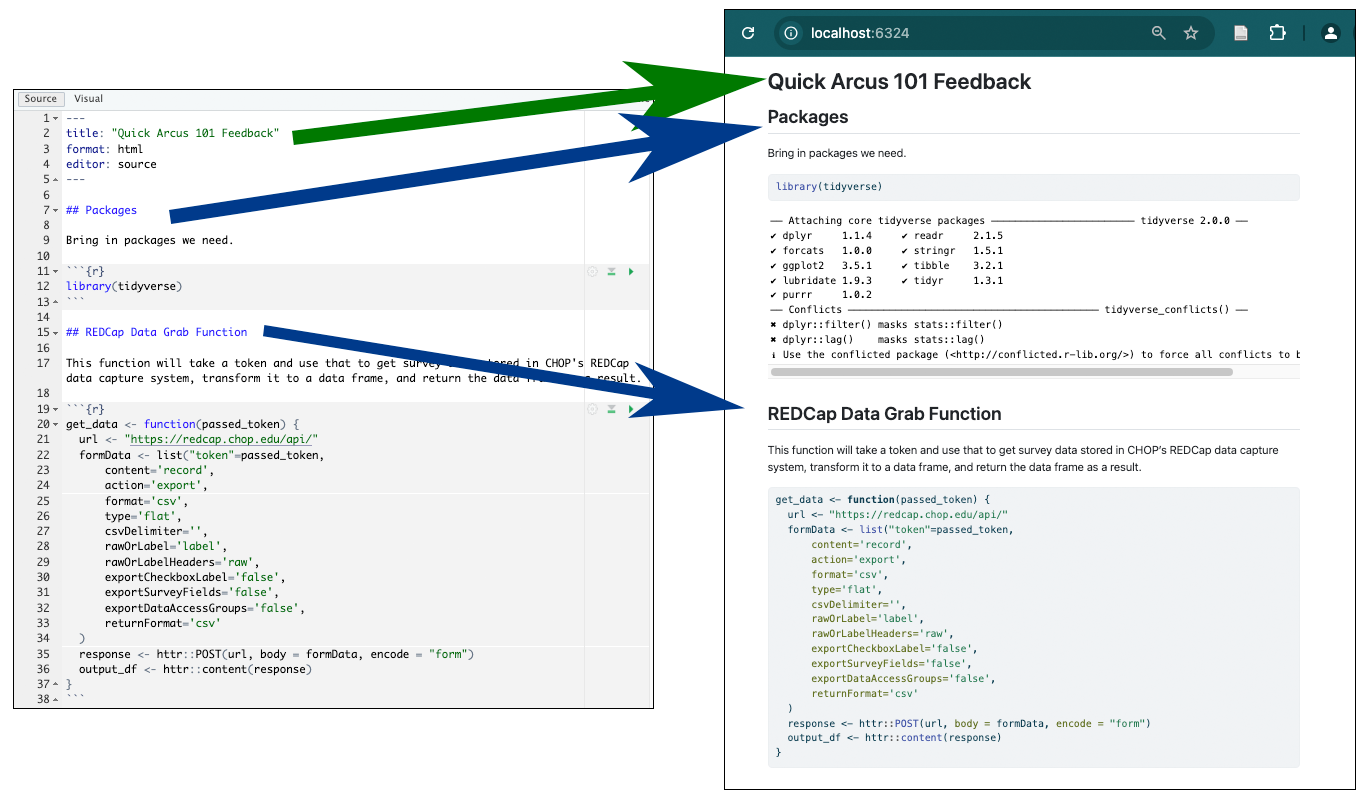 Source Visual
1 ---
2 title: "Quick Arcus 101 Feedback"
3 format: html
4 editor: source
5 ---
6
7 ## Packages
8
9 Bring in packages we need.
10
11 ```{r}
12 library(tidyverse)
13 ```
14
15 ## REDCap Data Grab Function
16
17 This function will take a token and use that to get survey stored in CHOP's REDCap
data capture system, transform it to a data frame, and return the data result.
18
19 ```{r}
20 get_data <- function(passed_token) {
21 url <- "https://redcap.chop.edu/api/"
22 formData <- list("token"=passed_token,
23 content='record',
24 action='export',
25 format='csv',
26 type='flat',
27 csvDelimiter='',
28 rawOrLabel='label',
29 rawOrLabelHeaders='raw',
30 exportCheckboxLabel='false',
31 exportSurveyFields='false',
32 exportDataAccessGroups='false',
33 returnFormat='csv'
34 )
35 response <- httr::POST(url, body = formData, encode = "form")
36 output_df <- httr::content(response)
37 }
38 ```
localhost:6324
Quick Arcus 101 Feedback
Packages
Bring in packages we need.
library(tidyverse)
── Attaching core tidyverse packages ──────────────────────── tidyverse 2.0.0 ──
✔ dplyr 1.1.4 ✔ readr 2.1.5
✔ forcats 1.0.0 ✔ stringr 1.5.1
✔ ggplot2 3.5.1 ✔ tibble 3.2.1
✔ lubridate 1.9.3 ✔ tidyr 1.3.1
✔ purrr 1.0.2
── Conflicts ────────────────────────────────────────── tidyverse_conflicts() ──
✖ dplyr::filter() masks stats::filter()
✖ dplyr::lag() masks stats::lag()
ℹ Use the conflicted package (<http://conflicted.r-lib.org/>) to force all conflicts to b
REDCap Data Grab Function
This function will take a token and use that to get survey data stored in CHOP's REDCap data capture
system, transform it to a data frame, and return the data frame as a result.
get_data <- function(passed_token) {
url <- "https://redcap.chop.edu/api/"
formData <- list("token"=passed_token,
content='record',
action='export',
format='csv',
type='flat',
csvDelimiter='',
rawOrLabel='label',
rawOrLabelHeaders='raw',
exportCheckboxLabel='false',
exportSurveyFields='false',
exportDataAccessGroups='false',
returnFormat='csv'
)
response <- httr::POST(url, body = formData, encode = "form")
output_df <- httr::content(response)
}